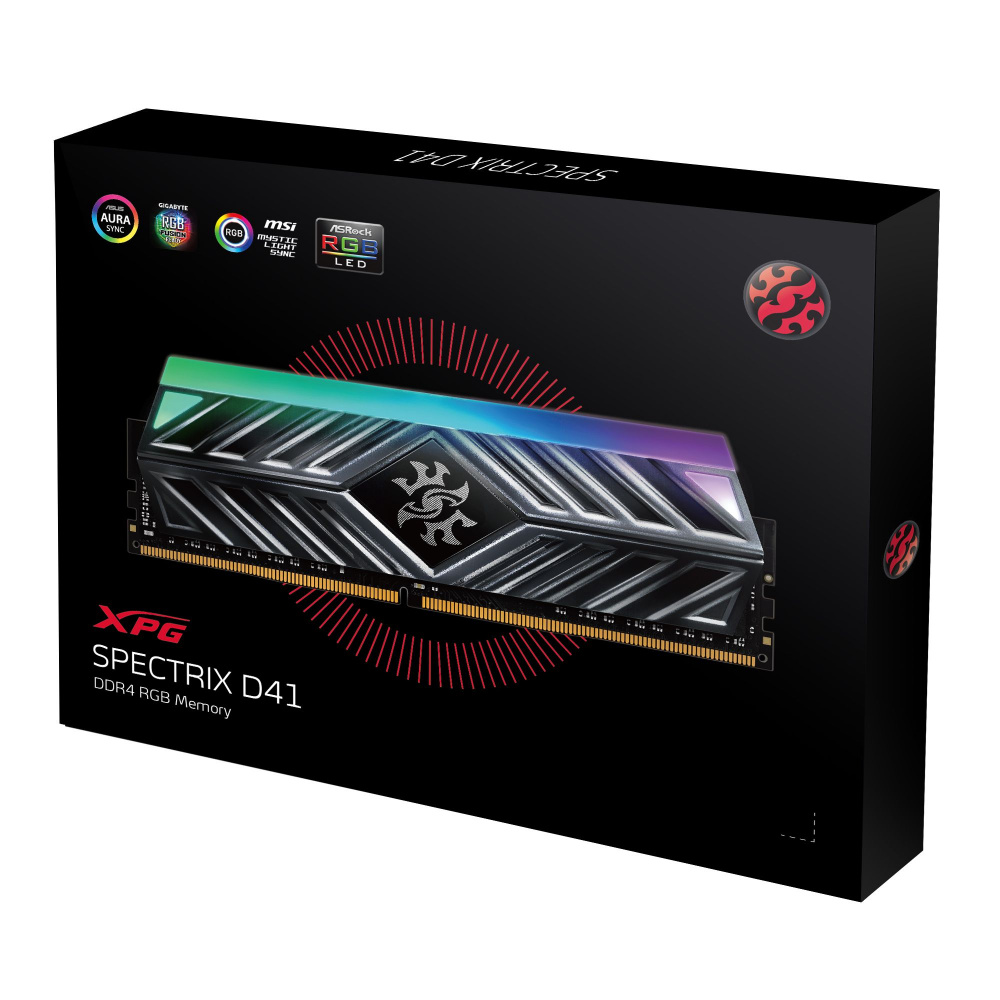 SPECTRIX D41
ASUS
AURA
SYNC
GIGABYTE
RGB
FUSION
RGB
msi
MYSTIC
LIGHT
SYNC
ASRock
RGB
LED
XPG
SPECTRIX D41
DDR4 RGB Memory